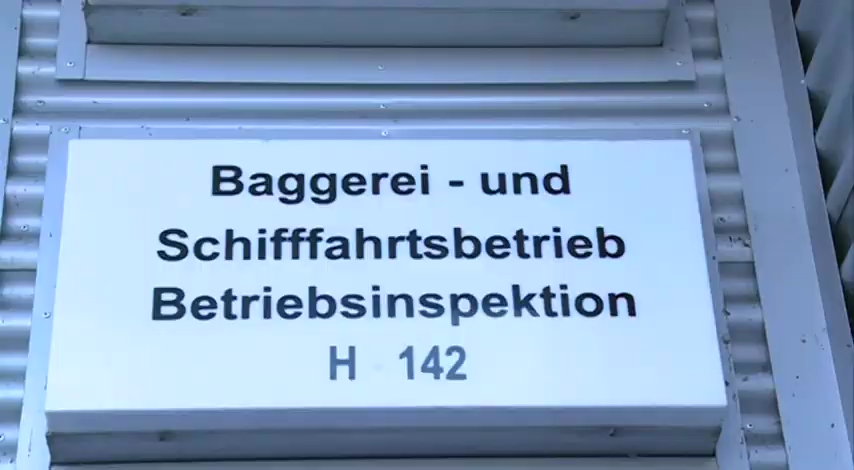 Baggerei - und
Schifffahrtsbetrieb
Betriebsinspektion
H 142